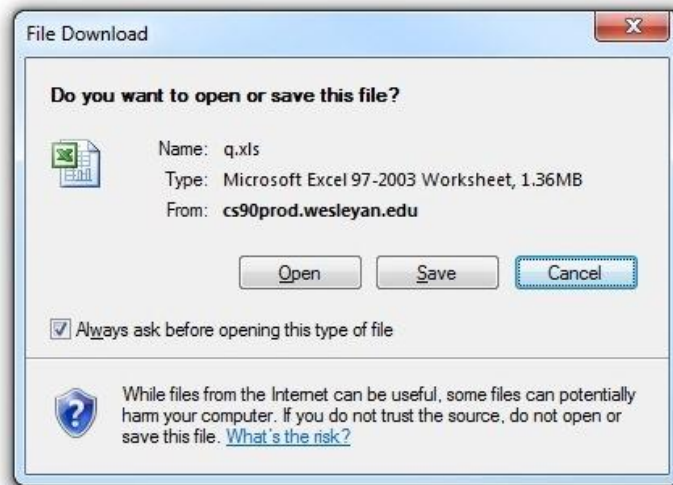 File Download
X
Do you want to open or save this file?
Name: q.xls
Type: Microsoft Excel 97-2003 Worksheet, 1.36MB
From: cs90prod.wesleyan.edu
Open Save Cancel
Always ask before opening this type of file
While files from the Internet can be useful, some files can potentially
harm your computer. If you do not trust the source, do not open or
save this file. What's the risk?